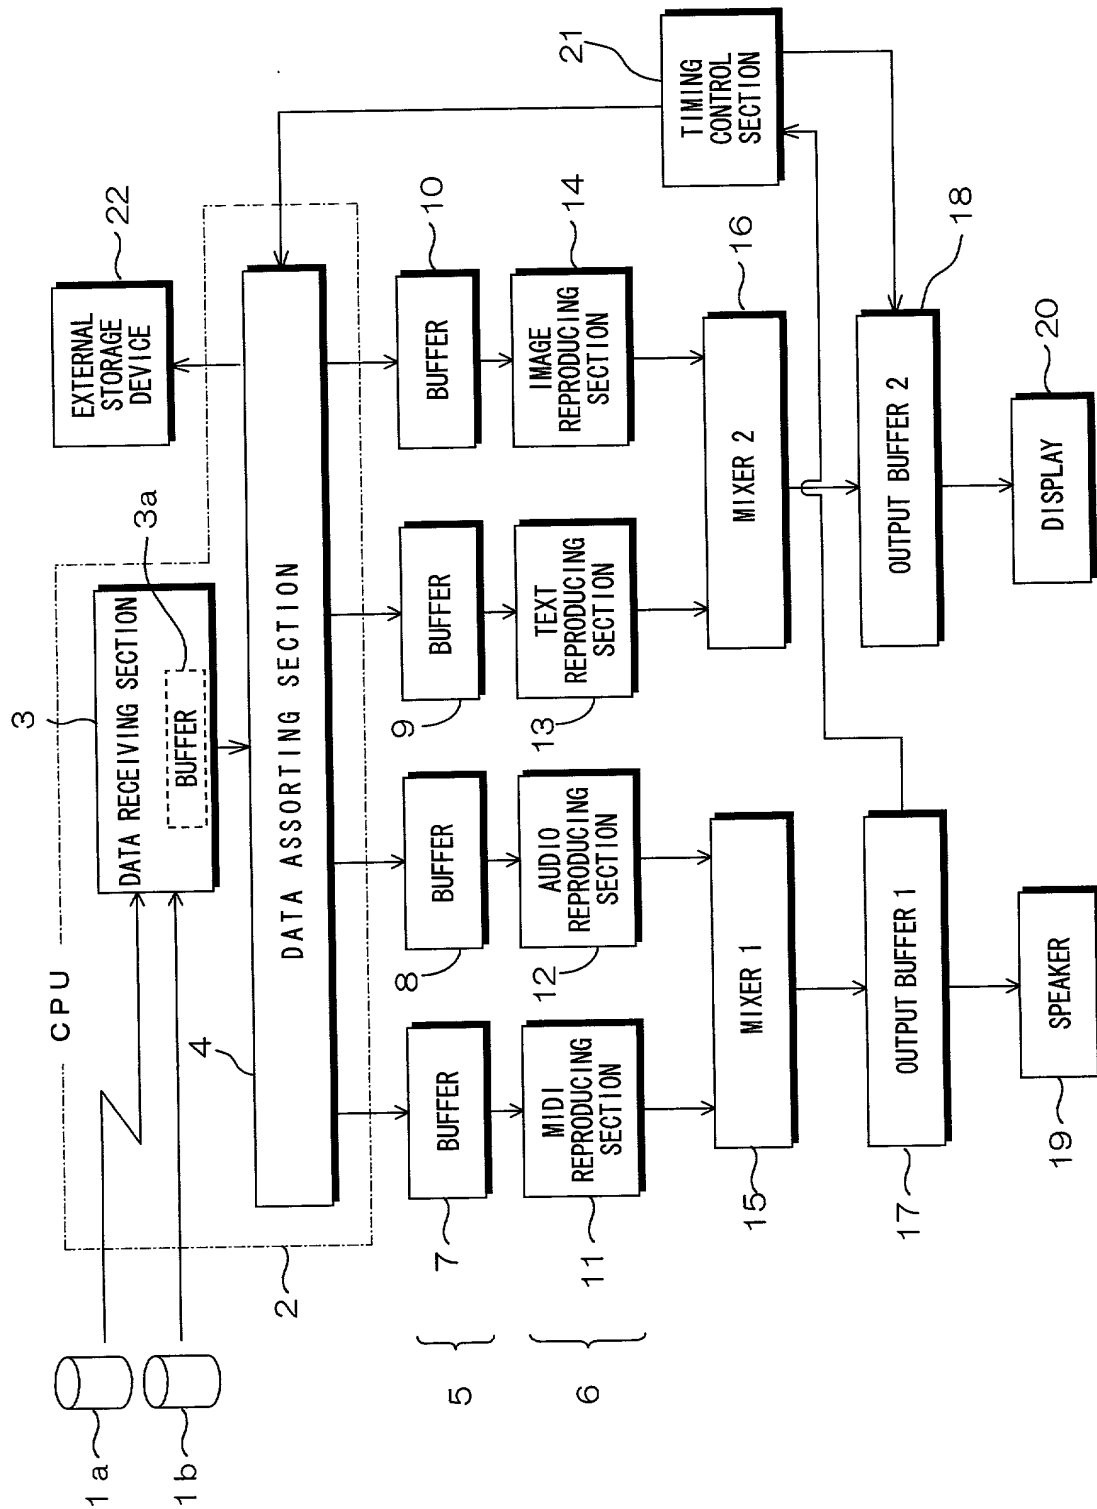 1a
1b
CPU
2
3
DATA RECEIVING SECTION
BUFFER
3a
EXTERNAL
STORAGE
DEVICE
22
4
DATA ASSORTING SECTION
5
7
BUFFER
8
BUFFER
9
BUFFER
10
BUFFER
6
11
MIDI
REPRODUCING
SECTION
12
AUDIO
REPRODUCING
SECTION
13
TEXT
REPRODUCING
SECTION
14
IMAGE
REPRODUCING
SECTION
21
TIMING
CONTROL
SECTION
15
MIXER 1
16
MIXER 2
17
OUTPUT BUFFER 1
18
OUTPUT BUFFER 2
19
SPEAKER
20
DISPLAY